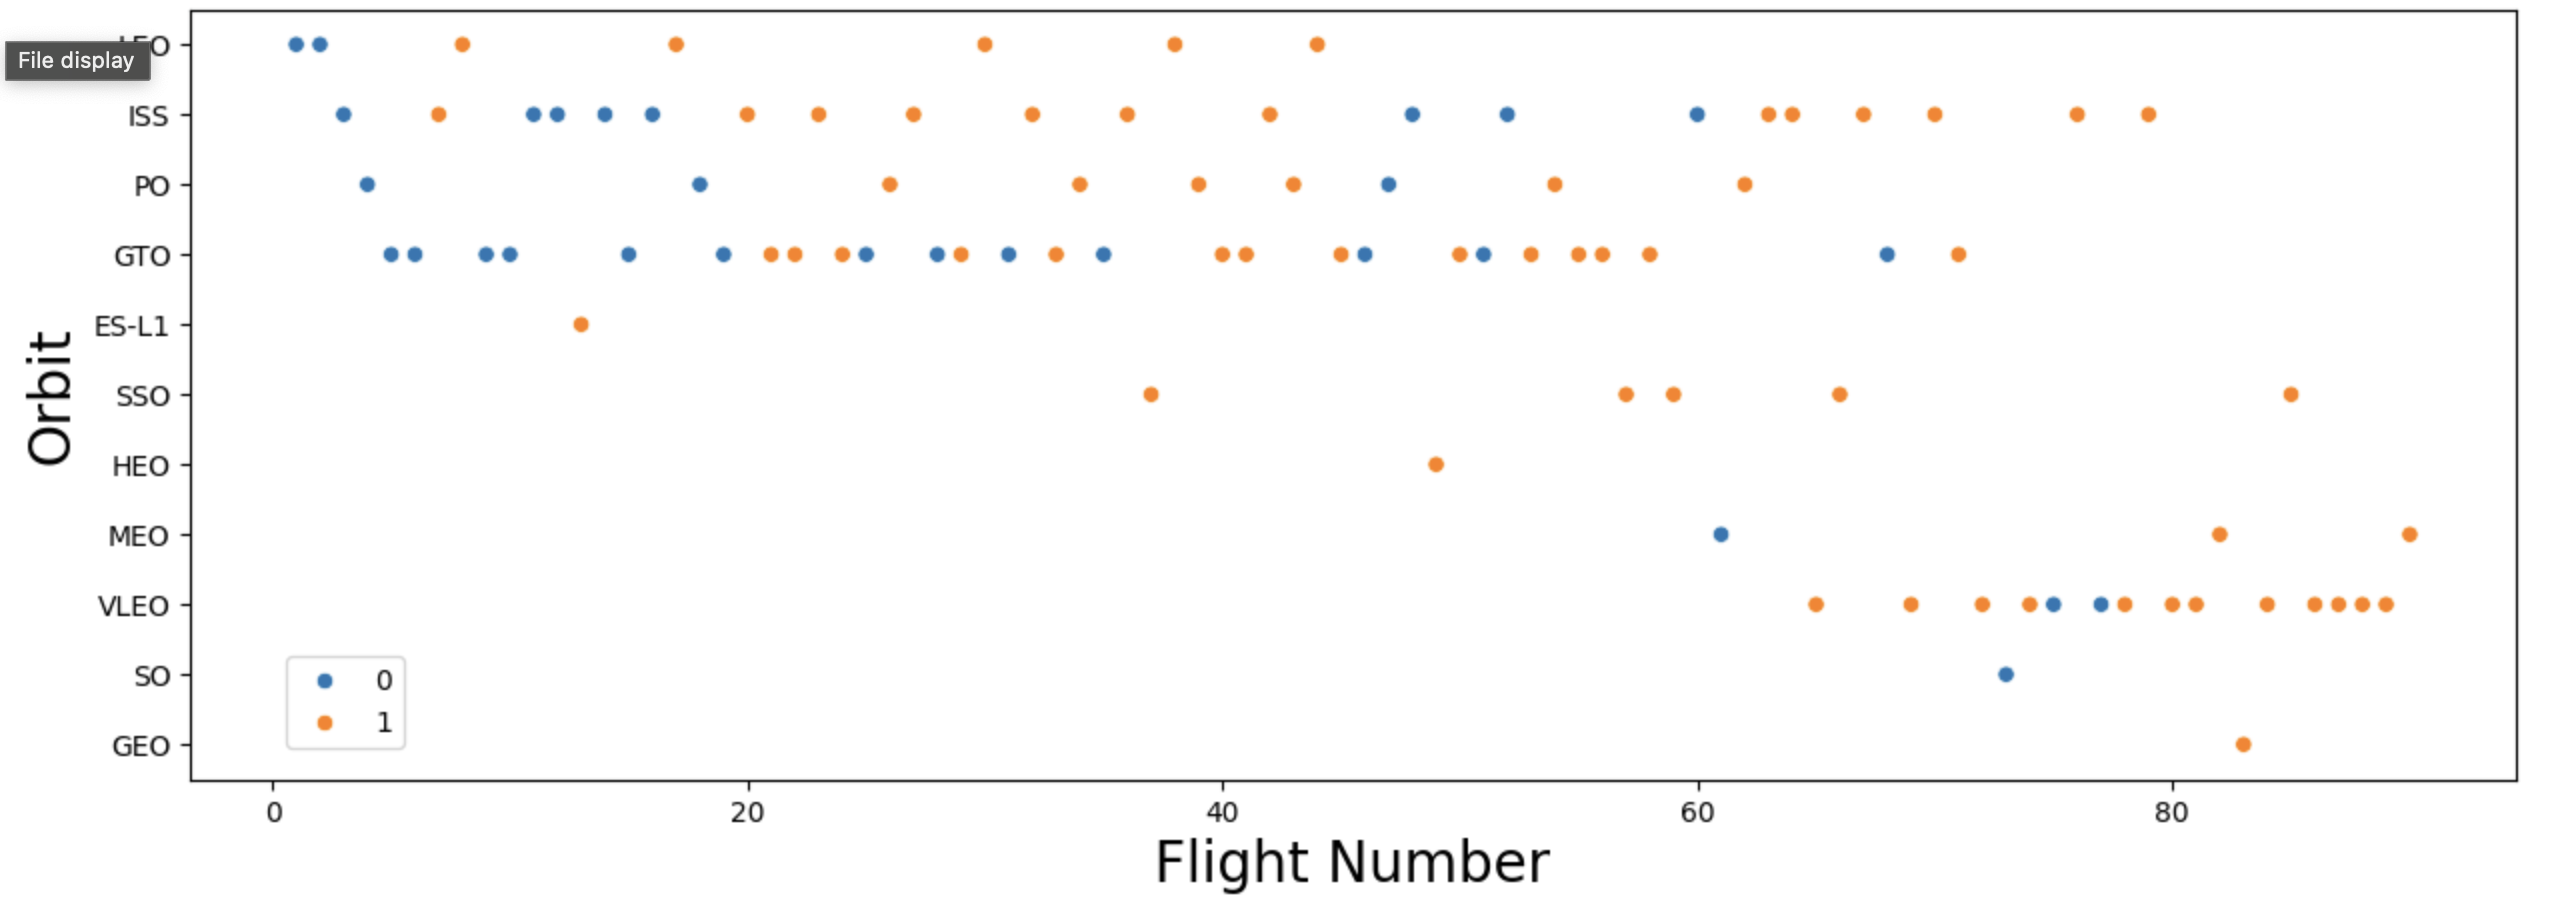 File display
ISS
PO
GTO
ES-L1
SSO
HEO
MEO
VLEO
SO
GEO
Orbit
0
1
0 20 40 60 80
Flight Number